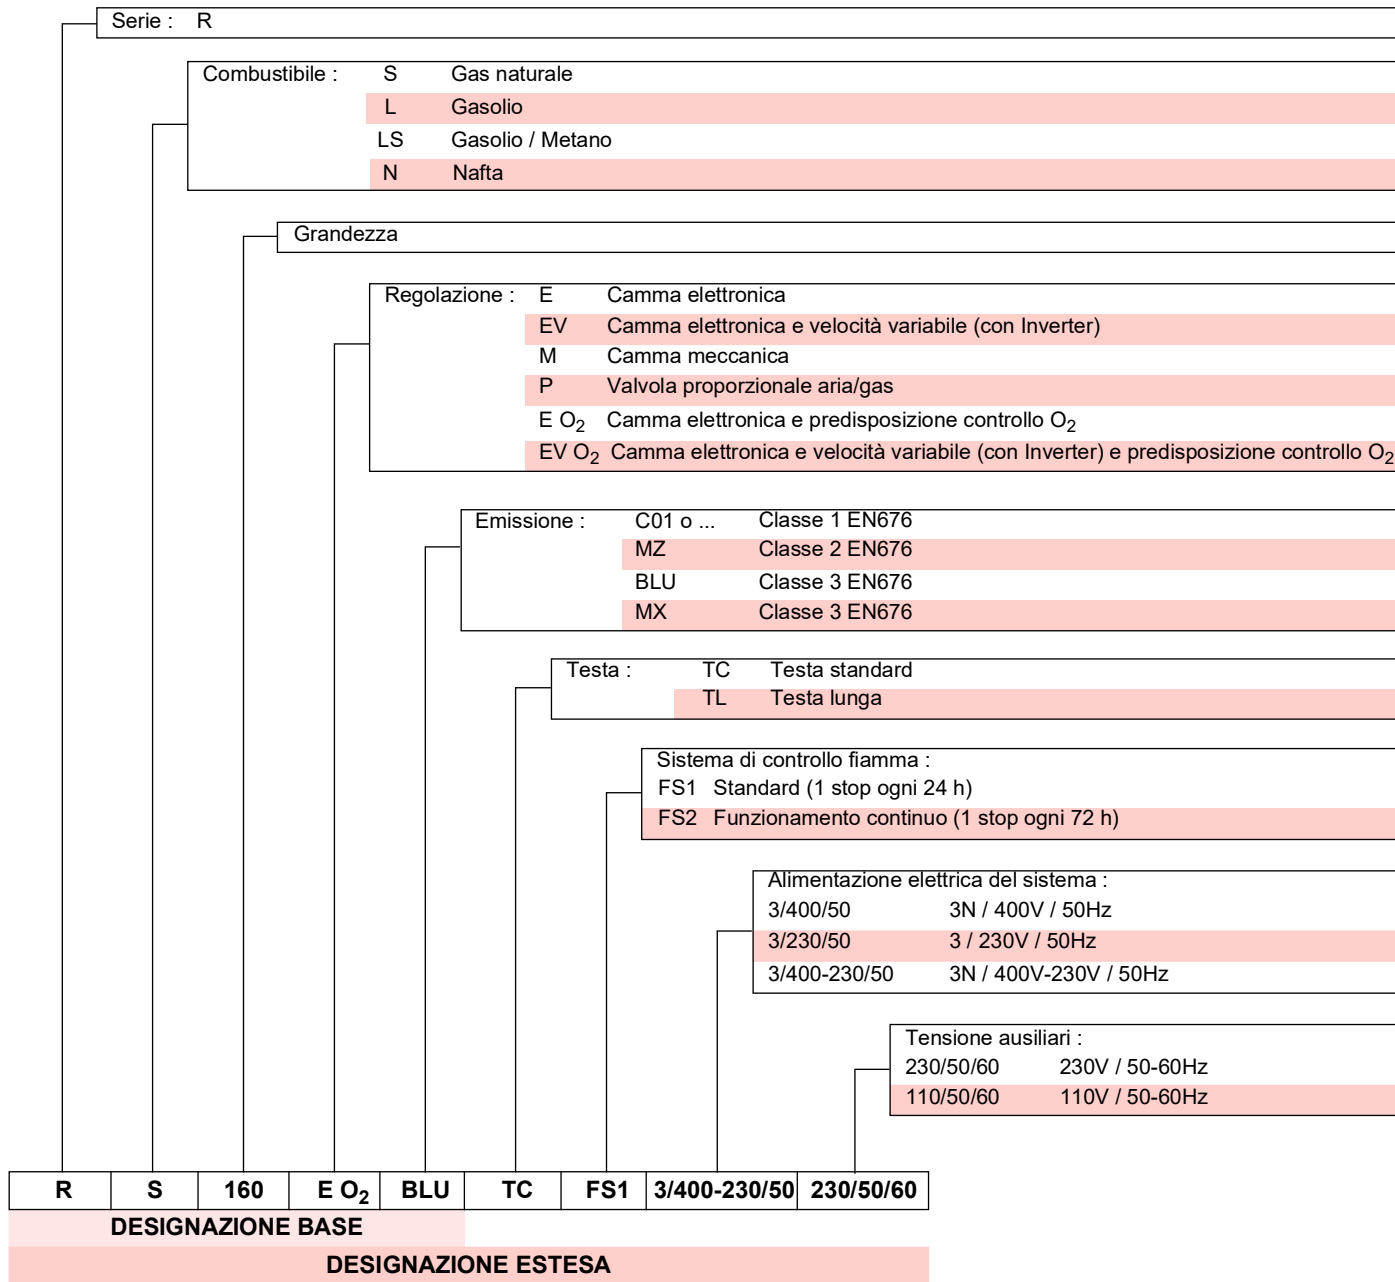 Serie : R
Combustibile : S Gas naturale
L Gasolio
LS Gasolio / Metano
N Nafta
Grandezza
Regolazione : E Camma elettronica
EV Camma elettronica e velocità variabile (con Inverter)
M Camma meccanica
P Valvola proporzionale aria/gas
E O2 Camma elettronica e predisposizione controllo O2
EV O2 Camma elettronica e velocità variabile (con Inverter) e predisposizione controllo O2
Emissione : C01 o ... Classe 1 EN676
MZ Classe 2 EN676
BLU Classe 3 EN676
MX Classe 3 EN676
Testa : TC Testa standard
TL Testa lunga
Sistema di controllo fiamma :
FS1 Standard (1 stop ogni 24 h)
FS2 Funzionamento continuo (1 stop ogni 72 h)
Alimentazione elettrica del sistema :
3/400/50 3N / 400V / 50Hz
3/230/50 3 / 230V / 50Hz
3/400-230/50 3N / 400V-230V / 50Hz
Tensione ausiliari :
230/50/60 230V / 50-60Hz
110/50/60 110V / 50-60Hz
R S 160 E O2 BLU TC FS1 3/400-230/50 230/50/60
DESIGNAZIONE BASE
DESIGNAZIONE ESTESA